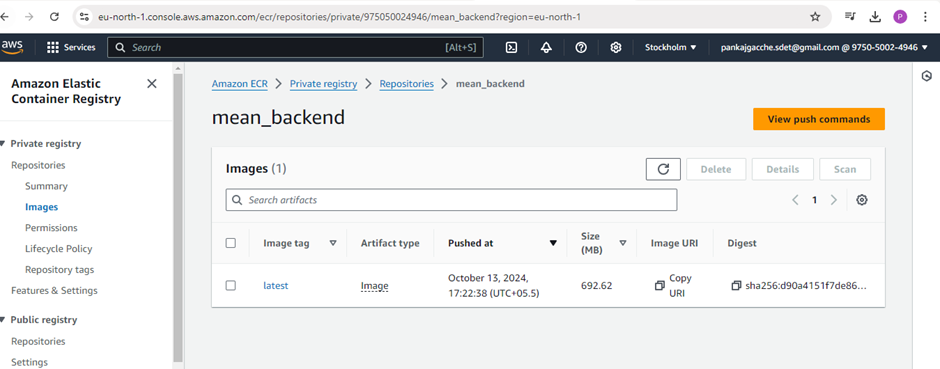 eu-north-1.console.aws.amazon.com/ecr/repositories/private/975050024946/mean_backend?region=eu-north-1
P
aws
Services
Search
[Alt+S]
Stockholm
pankajgacche.sdet@gmail.com @ 9750-5002-4946
Amazon Elastic
Container Registry
Private registry
Repositories
Summary
Images
Permissions
Lifecycle Policy
Repository tags
Features & Settings
Public registry
Repositories
Settings
Amazon ECR
Private registry
Repositories
mean_backend
mean_backend
View push commands
Images (1)
Delete
Details
Scan
Search artifacts
1
Image tag
Artifact type
Pushed at
Size
(MB)
Image URI
Digest
latest
Image
October 13, 2024,
17:22:38 (UTC+05.5)
692.62
Copy
URI
sha256:d90a4151f7de86...